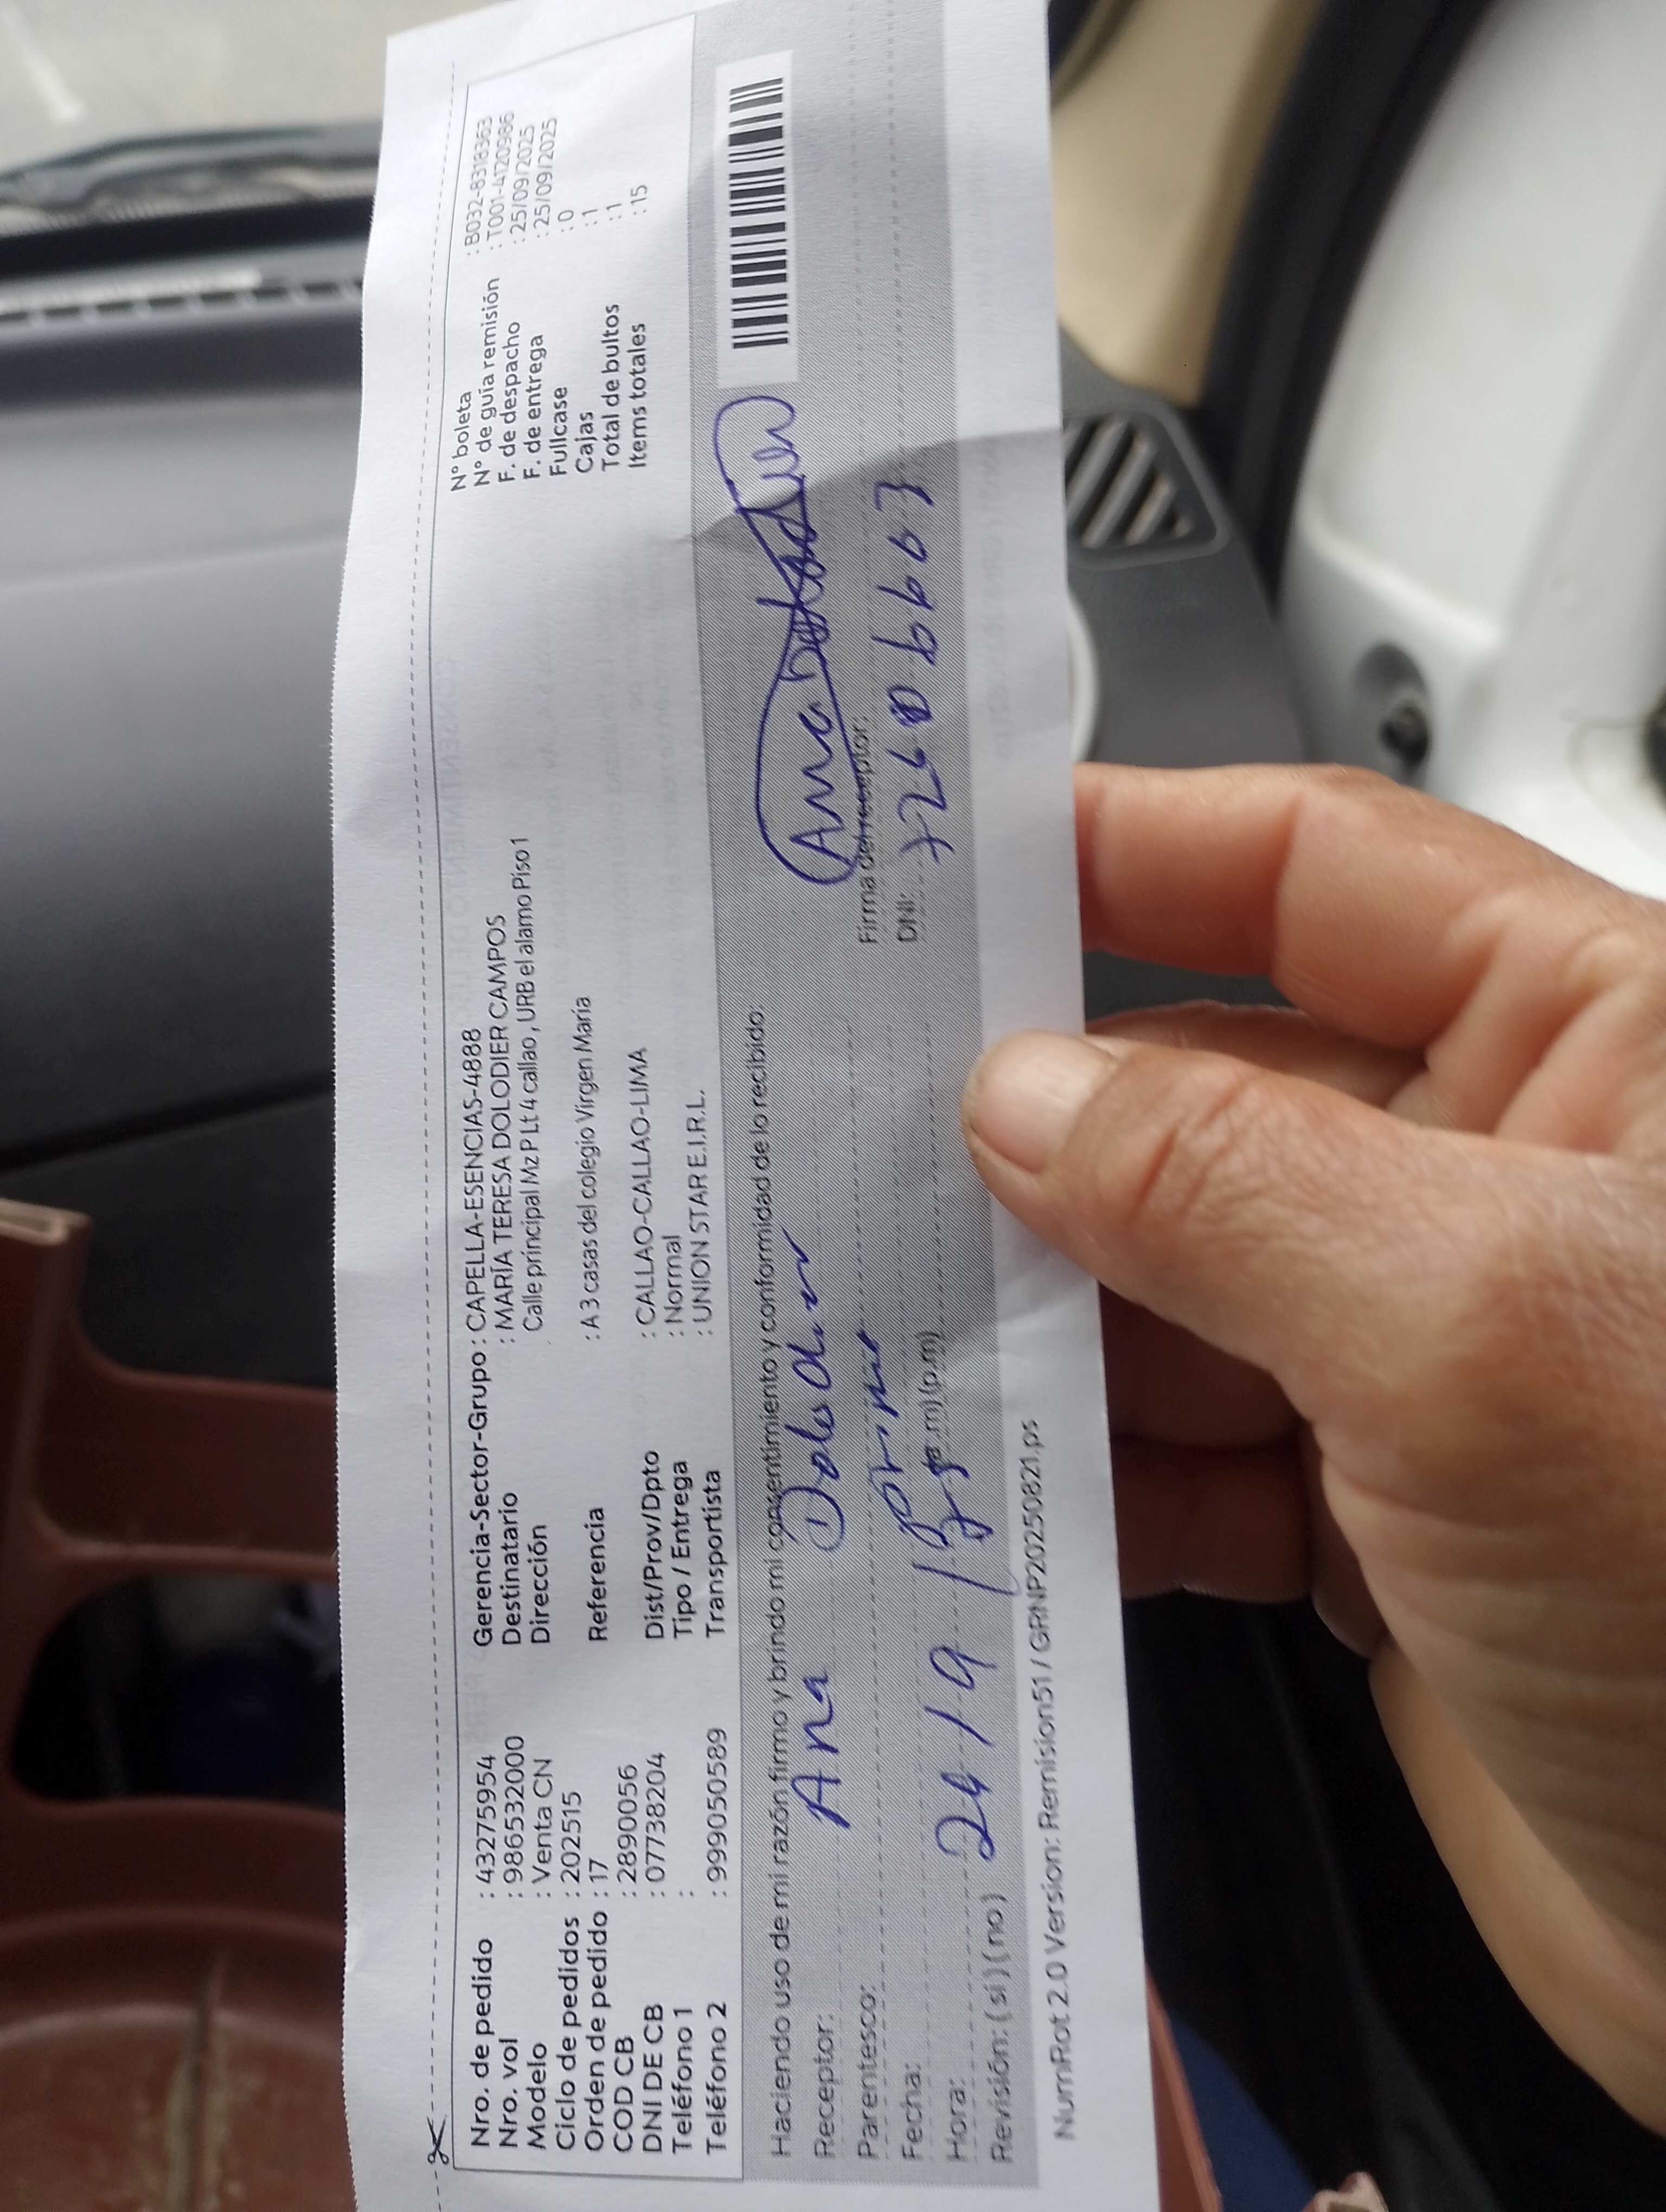 Nro. de pedido : 43275954
Nro. vol : 986532000
Modelo : Venta CN
Ciclo de pedidos : 202515
Orden de pedido : 17
COD CB : 2890056
DNI DE CB : 07738204
Teléfono 1 :
Teléfono 2 : 999050589
Gerencia-Sector-Grupo : CAPELLA-ESENCIAS-4888
Destinatario : MARÍA TERESA DOLODIER CAMPOS
Dirección Calle principal Mz P Lt 4 callao , URB el alamo Piso 1
Referencia : A 3 casas del colegio Virgen María
Dist/Prov/Dpto : CALLAO-CALLAO-LIMA
Tipo / Entrega : Normal
Transportista : UNION STAR E.I.R.L.
N° boleta : B032-8318363
N° de guía remisión : T001-4120986
F. de despacho : 25/09/2025
F. de entrega : 25/09/2025
Fullcase : 0
Cajas : 1
Total de bultos : 1
Items totales : 15
Haciendo uso de mi razón firmo y brindo mi consentimiento y conformidad de lo recibido:
Receptor: Ana
Parentesco:
Fecha: 24/9
Hora: (p.m)
Revisión: ( si ) ( no )
Ana
Firma del receptor:
DNI:
NumRot 2.0 Version: Remision51 / GRNP20250821.ps